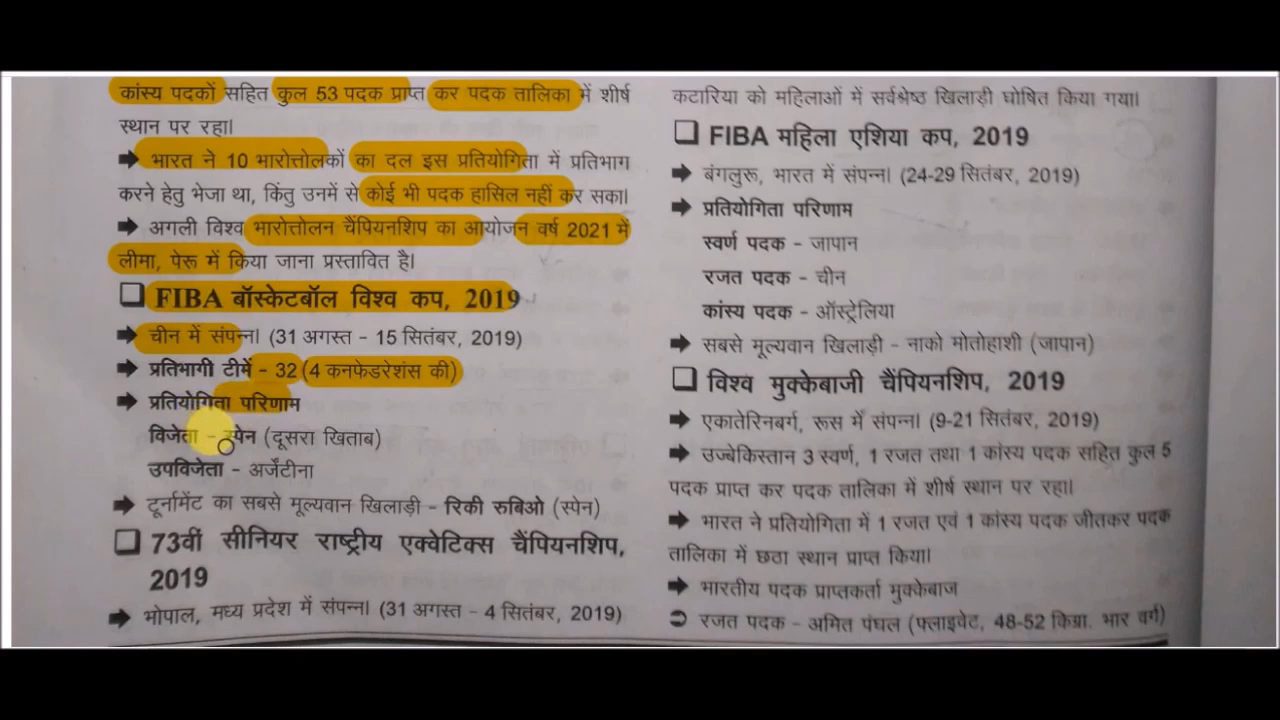 कांस्य पदकों सहित कुल 53 पदक प्राप्त कर पदक तालिका में शीर्ष
स्थान पर रहा।
➡ भारत ने 10 भारोत्तोलकों का दल इस प्रतियोगिता में प्रतिभाग
करने हेतु भेजा था, किंतु उनमें से कोई भी पदक हासिल नहीं कर सका।
➡ अगली विश्व भारोत्तोलन चैंपियनशिप का आयोजन वर्ष 2021 में
लीमा, पेरू में किया जाना प्रस्तावित है।
❑ FIBA बॉस्केटबॉल विश्व कप, 2019
➡ चीन में संपन्न। (31 अगस्त - 15 सितंबर, 2019)
➡ प्रतिभागी टीमें - 32 (4 कनफेडरेशंस की)
➡ प्रतियोगिता परिणाम
विजेता - स्पेन (दूसरा खिताब)
उपविजेता - अर्जेंटीना
➡ टूर्नामेंट का सबसे मूल्यवान खिलाड़ी - रिकी रुबिओ (स्पेन)
❑ 73वीं सीनियर राष्ट्रीय एक्वेटिक्स चैंपियनशिप,
2019
➡ भोपाल, मध्य प्रदेश में संपन्न। (31 अगस्त - 4 सितंबर, 2019)
कटारिया को महिलाओं में सर्वश्रेष्ठ खिलाड़ी घोषित किया गया।
❑ FIBA महिला एशिया कप, 2019
➡ बंगलुरू, भारत में संपन्न। (24-29 सितंबर, 2019)
➡ प्रतियोगिता परिणाम
स्वर्ण पदक - जापान
रजत पदक - चीन
कांस्य पदक - ऑस्ट्रेलिया
➡ सबसे मूल्यवान खिलाड़ी - नाको मोतोहाशी (जापान)
❑ विश्व मुक्केबाजी चैंपियनशिप, 2019
➡ एकातेरिनबर्ग, रूस में संपन्न। (9-21 सितंबर, 2019)
➡ उज्बेकिस्तान 3 स्वर्ण, 1 रजत तथा 1 कांस्य पदक सहित कुल 5
पदक प्राप्त कर पदक तालिका में शीर्ष स्थान पर रहा।
➡ भारत ने प्रतियोगिता में 1 रजत एवं 1 कांस्य पदक जीतकर पदक
तालिका में छठा स्थान प्राप्त किया।
➡ भारतीय पदक प्राप्तकर्ता मुक्केबाज
➲ रजत पदक - अमित पंघल (फ्लाइवेट, 48-52 किग्रा. भार वर्ग)